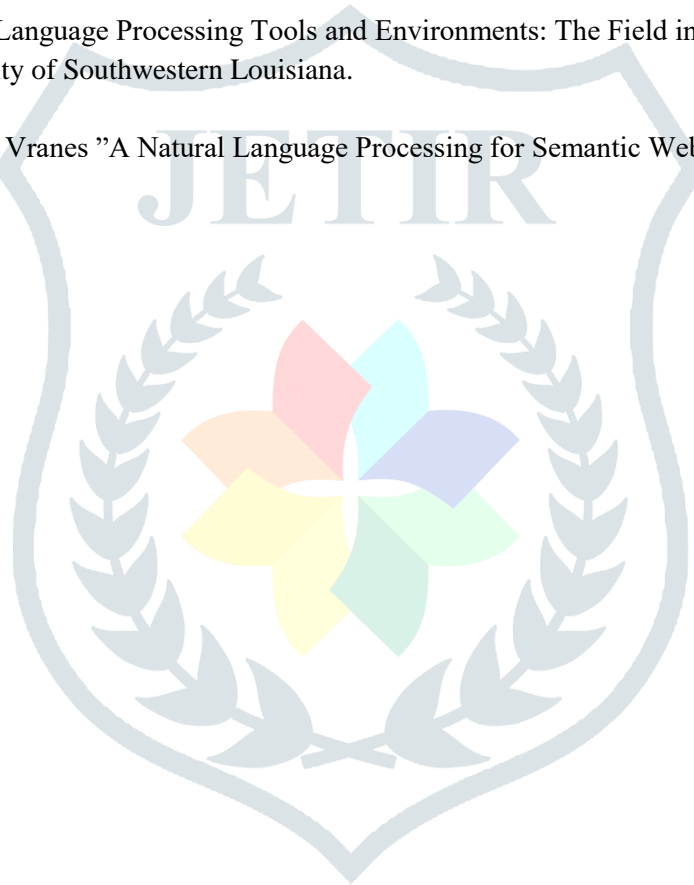 Language Processing Tools and Environments: The Field in
ty of Southwestern Louisiana.
Vranes ”A Natural Language Processing for Semantic Web
JETIR